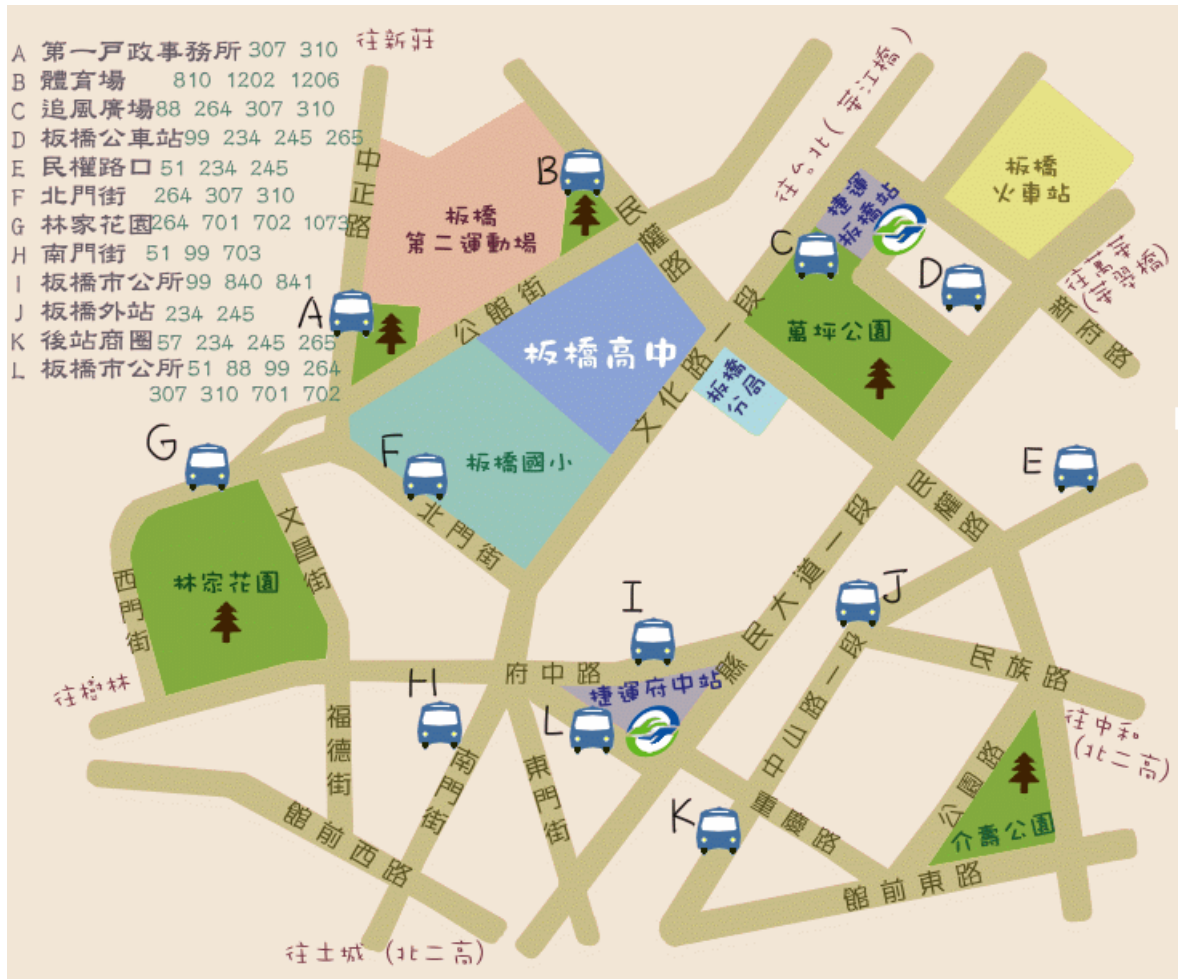 A 第一戶政事務所 307 310
B 體育場 810 1202 1206
C 追風廣場 88 264 307 310
D 板橋公車站 99 234 245 265
E 民權路口 51 234 245
F 北門街 264 307 310
G 林家花園 264 701 702 1073
H 南門街 51 99 703
I 板橋市公所 99 840 841
J 板橋外站 234 245
K 後站商圈 57 234 245 265
L 板橋市公所 51 88 99 264
307 310 701 702
往新莊
往台北(華江橋)
中正路
B
板橋
第二運動場
民權路
捷運
板橋站
板橋
火車站
C
D
往萬華
(華翠橋)
新府路
A
公館街
板橋高中
文化路一段
萬坪公園
板橋
分局
G
F
板橋國小
北門街
E
民權路
文昌街
林家花園
西門街
縣民大道一段
I
J
往樹林
府中路
捷運府中站
中山路一段
民族路
H
L
往中和
(北二高)
福德街
南門街
東門街
公園路
K
重慶路
介壽公園
館前西路
館前東路
往土城 (北二高)